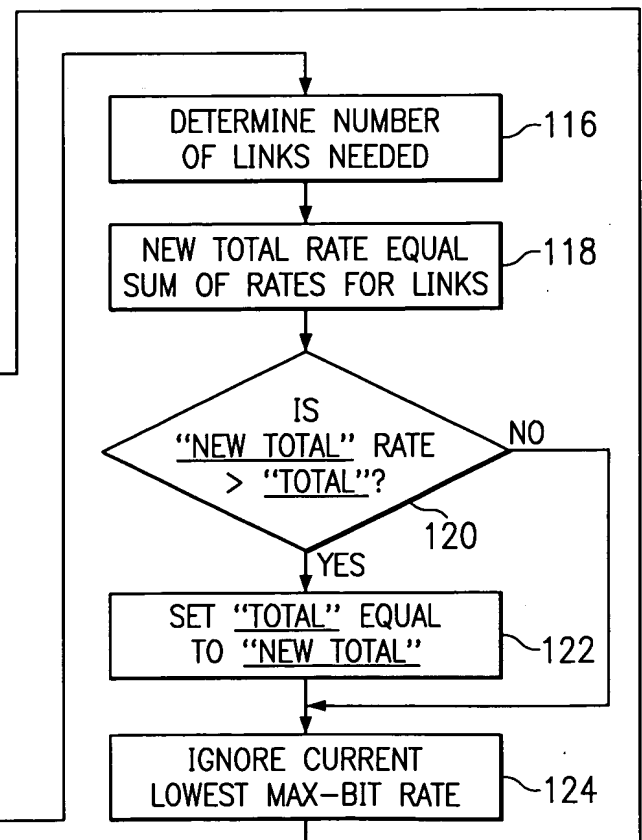 DETERMINE NUMBER
OF LINKS NEEDED
116
NEW TOTAL RATE EQUAL
SUM OF RATES FOR LINKS
118
IS
"NEW TOTAL" RATE
> "TOTAL"?
NO
120
YES
SET "TOTAL" EQUAL
TO "NEW TOTAL"
122
IGNORE CURRENT
LOWEST MAX-BIT RATE
124